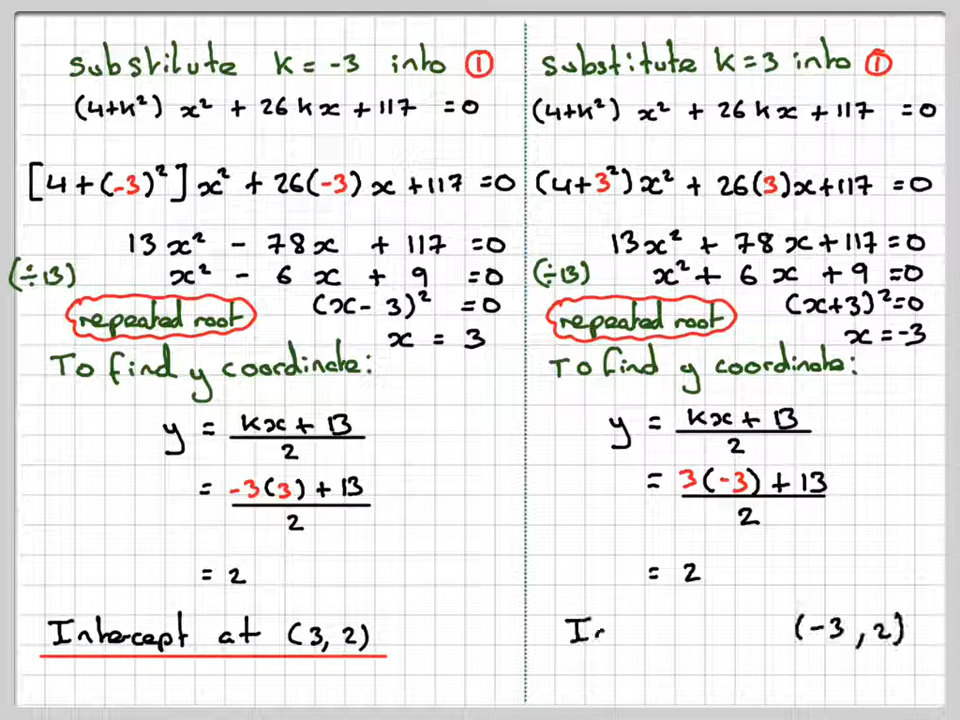 Substitute k = -3 into ①
(4+k²) x² + 26kx + 117 = 0
[4 + (-3)²] x² + 26(-3)x + 117 = 0
13x² - 78x + 117 = 0
(÷13) x² - 6x + 9 = 0
(x - 3)² = 0
repeated root
x = 3
To find y coordinate:
y = (kx + 13)/2
= (-3(3) + 13)/2
= 2
Intercept at (3, 2)
Substitute k = 3 into ①
(4+k²) x² + 26kx + 117 = 0
(4+3²)x² + 26(3)x + 117 = 0
13x² + 78x + 117 = 0
(÷13) x² + 6x + 9 = 0
(x+3)² = 0
repeated root
x = -3
To find y coordinate:
y = (kx + 13)/2
= (3(-3) + 13)/2
= 2
In (-3, 2)